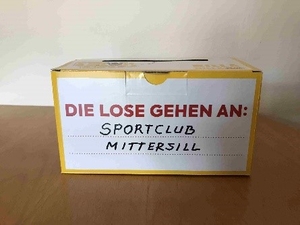 DIE LOSE GEHEN AN:
SPORTCLUB
MITTERSILL